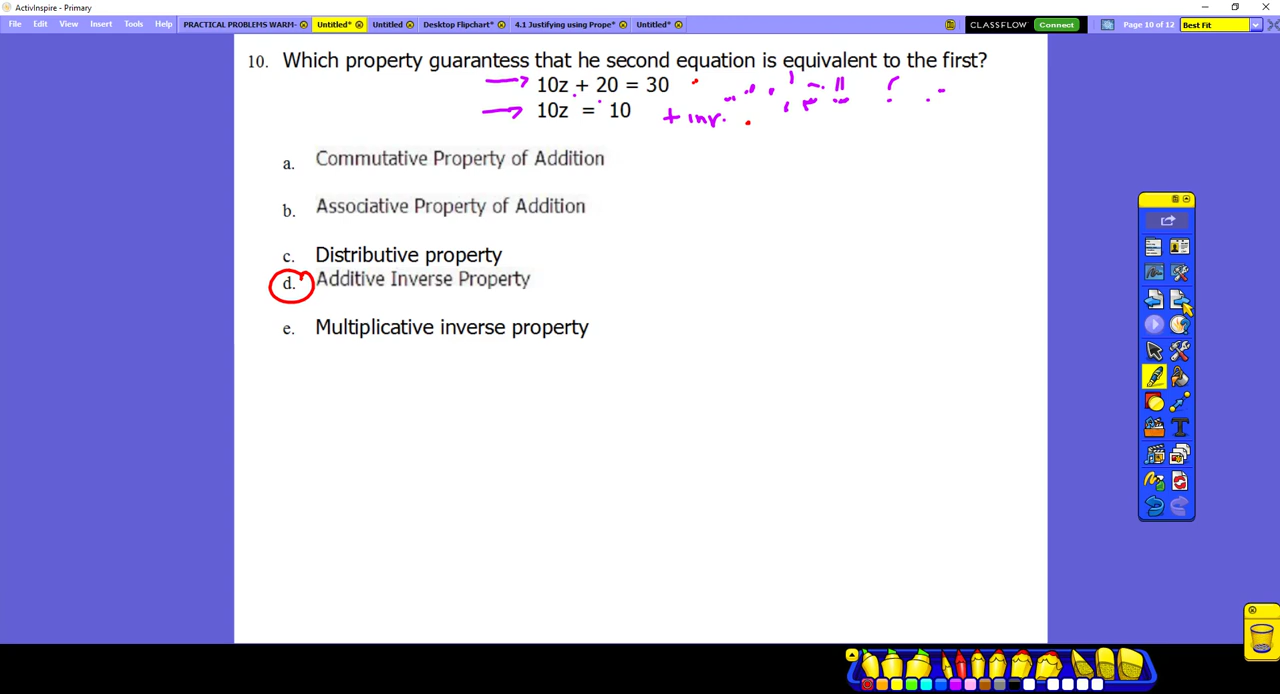 ActivInspire - Primary
File Edit View Insert Tools Help PRACTICAL PROBLEMS WARM- Untitled* Untitled Desktop Flipchart* 4.1 Justifying using Prope* Untitled* CLASSFLOW Connect Page 10 of 12 Best Fit
10. Which property guarantess that he second equation is equivalent to the first?
10z + 20 = 30
10z = 10
+ inv.
a. Commutative Property of Addition
b. Associative Property of Addition
c. Distributive property
d. Additive Inverse Property
e. Multiplicative inverse property